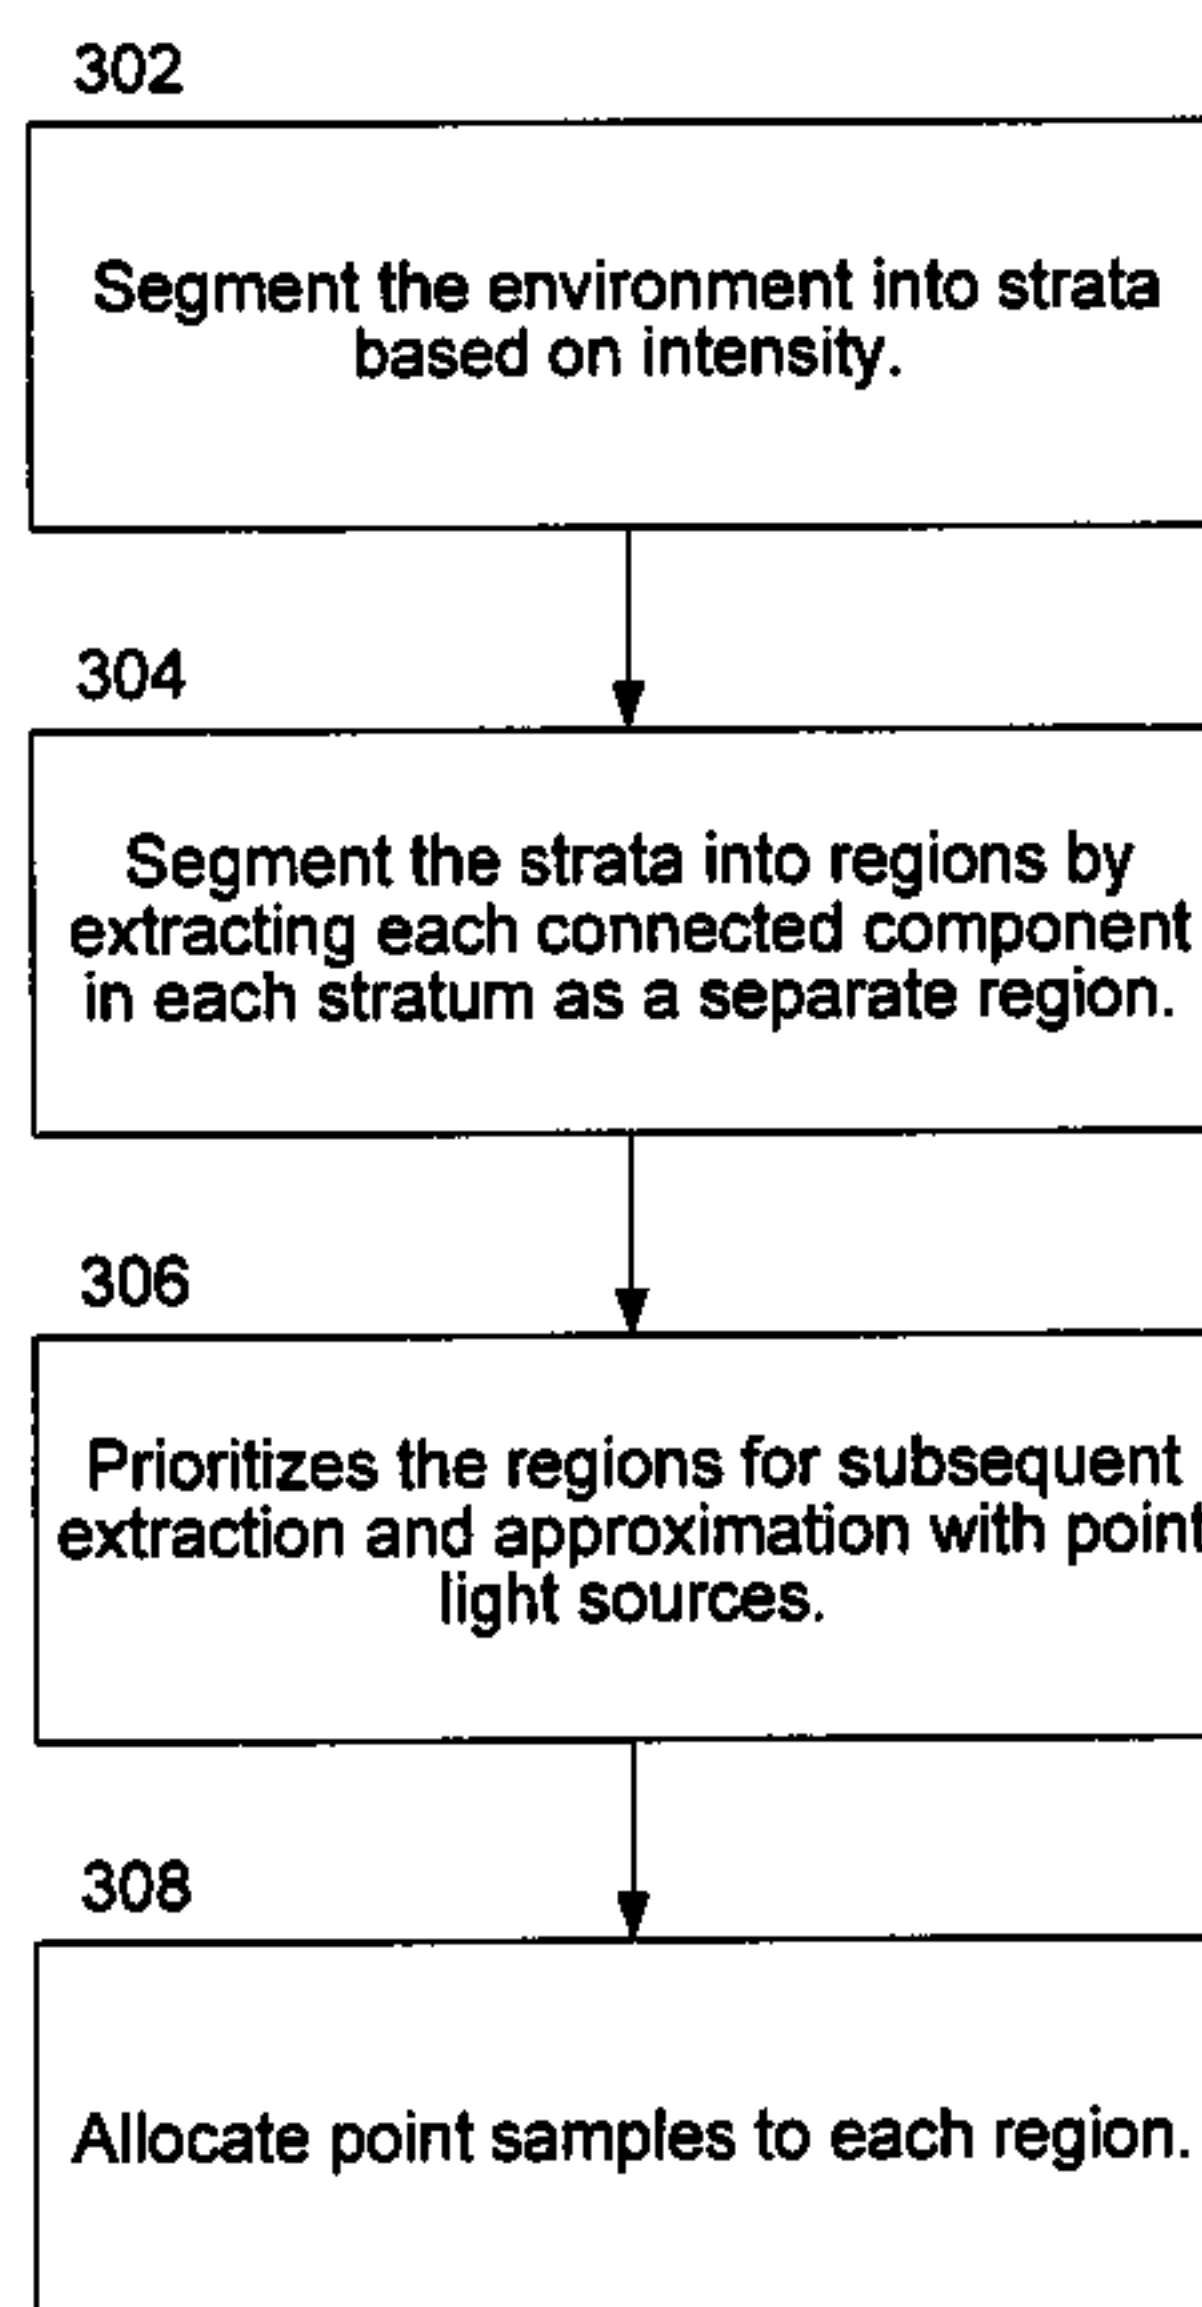 302
Segment the environment into strata
based on intensity.
304
Segment the strata into regions by
extracting each connected component
in each stratum as a separate region.
306
Prioritizes the regions for subsequent
extraction and approximation with point
light sources.
308
Allocate point samples to each region.